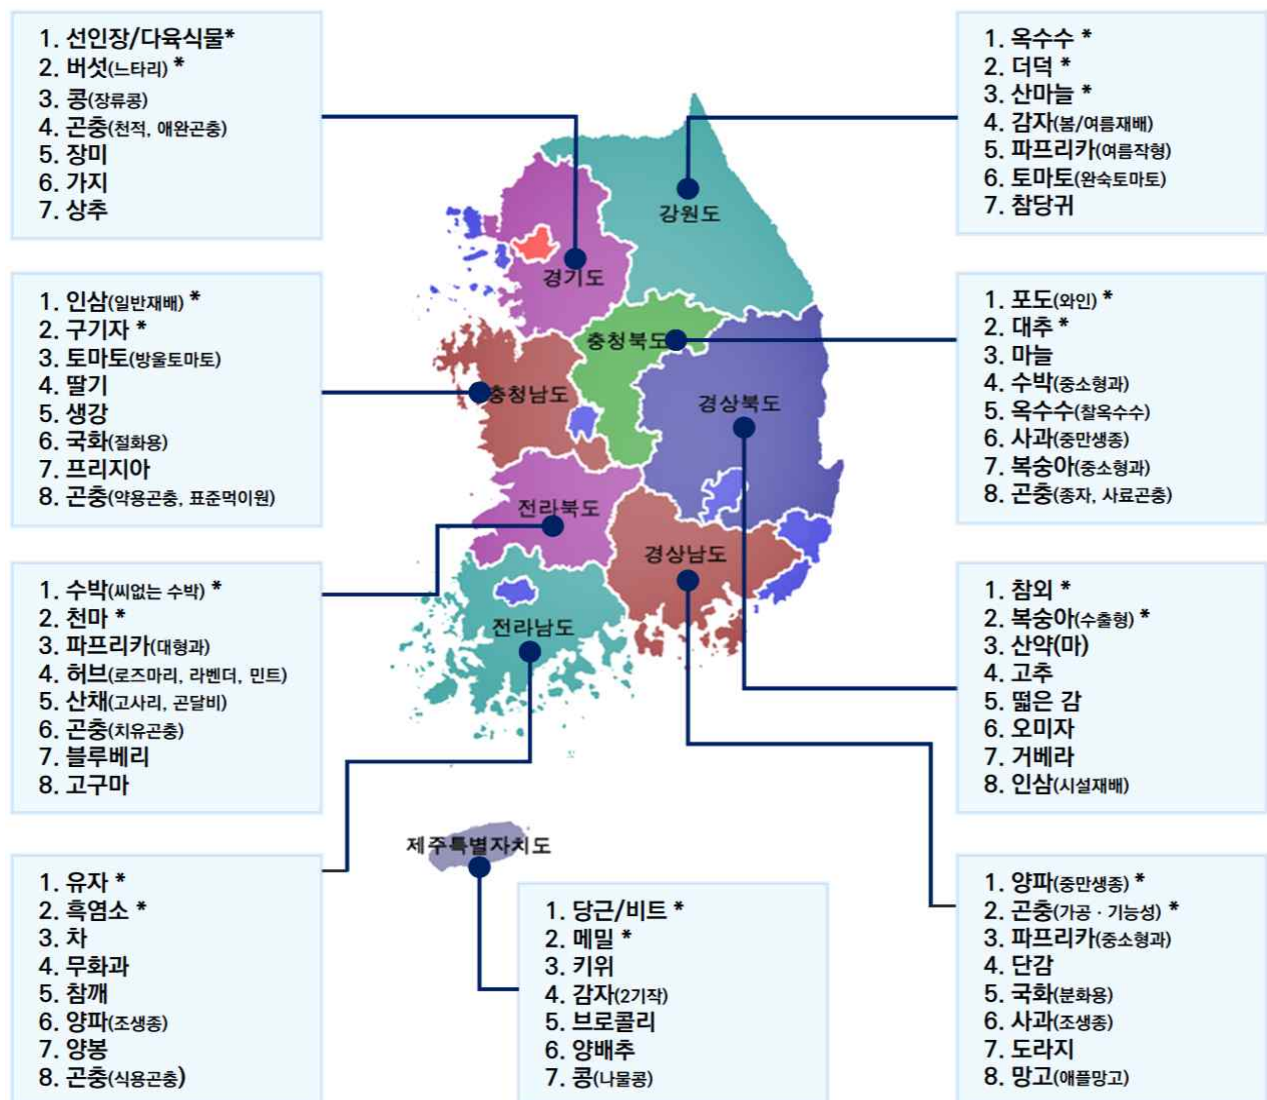 1. 선인장/다육식물*
2. 버섯(느타리) *
3. 콩(장류콩)
4. 곤충(천적, 애완곤충)
5. 장미
6. 가지
7. 상추
1. 옥수수 *
2. 더덕 *
3. 산마늘 *
4. 감자(봄/여름재배)
5. 파프리카(여름작형)
6. 토마토(완숙토마토)
7. 참당귀
강원도
경기도
1. 인삼(일반재배) *
2. 구기자 *
3. 토마토(방울토마토)
4. 딸기
5. 생강
6. 국화(절화용)
7. 프리지아
8. 곤충(약용곤충, 표준먹이원)
충청북도
충청남도
경상북도
1. 포도(와인) *
2. 대추 *
3. 마늘
4. 수박(중소형과)
5. 옥수수(찰옥수수)
6. 사과(중만생종)
7. 복숭아(중소형과)
8. 곤충(종자, 사료곤충)
전라북도
경상남도
전라남도
1. 수박(씨없는 수박) *
2. 천마 *
3. 파프리카(대형과)
4. 허브(로즈마리, 라벤더, 민트)
5. 산채(고사리, 곤달비)
6. 곤충(치유곤충)
7. 블루베리
8. 고구마
1. 참외 *
2. 복숭아(수출형) *
3. 산약(마)
4. 고추
5. 떫은 감
6. 오미자
7. 거베라
8. 인삼(시설재배)
제주특별자치도
1. 유자 *
2. 흑염소 *
3. 차
4. 무화과
5. 참깨
6. 양파(조생종)
7. 양봉
8. 곤충(식용곤충)
1. 당근/비트 *
2. 메밀 *
3. 키위
4. 감자(2기작)
5. 브로콜리
6. 양배추
7. 콩(나물콩)
1. 양파(중만생종) *
2. 곤충(가공 · 기능성) *
3. 파프리카(중소형과)
4. 단감
5. 국화(분화용)
6. 사과(조생종)
7. 도라지
8. 망고(애플망고)